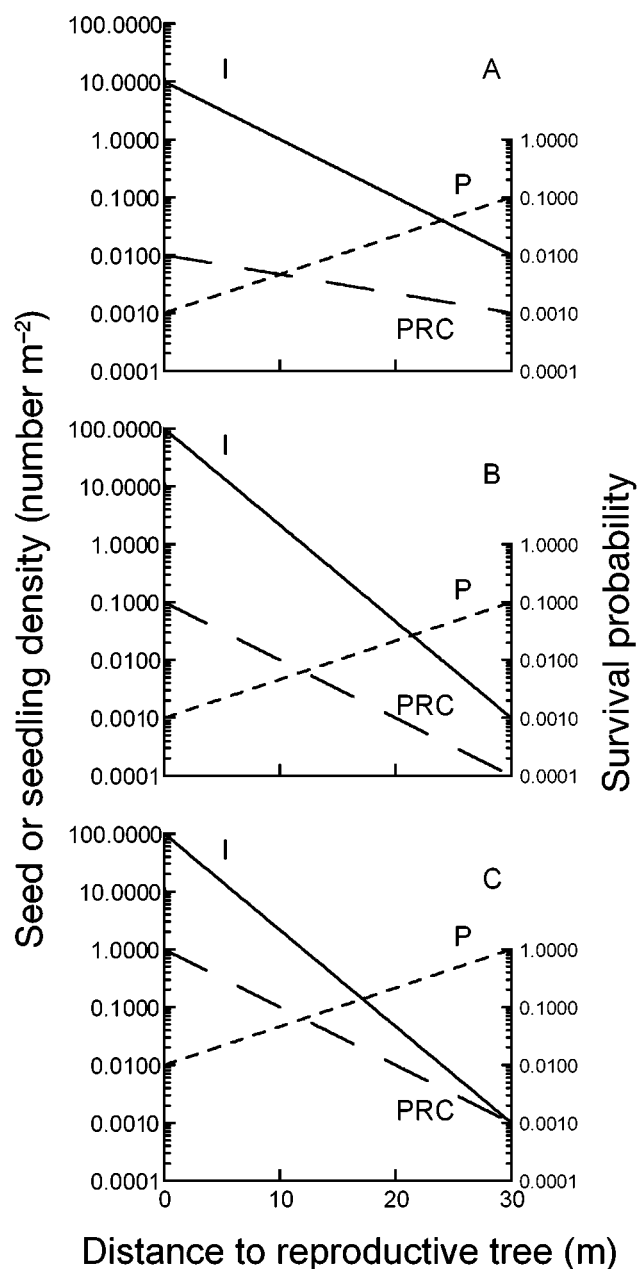 100.0000
I
A
10.0000
1.0000
1.0000
P
0.1000
0.1000
0.0100
0.0100
0.0010
PRC
0.0010
0.0001
0.0001
100.0000
I
B
10.0000
1.0000
1.0000
P
0.1000
0.1000
0.0100
0.0100
PRC
0.0010
0.0010
0.0001
0.0001
100.0000
I
C
10.0000
P
1.0000
1.0000
0.1000
0.1000
0.0100
0.0100
PRC
0.0010
0.0010
0.0001
0.0001
0 10 20 30
Seed or seedling density (number m⁻²)
Survival probability
Distance to reproductive tree (m)